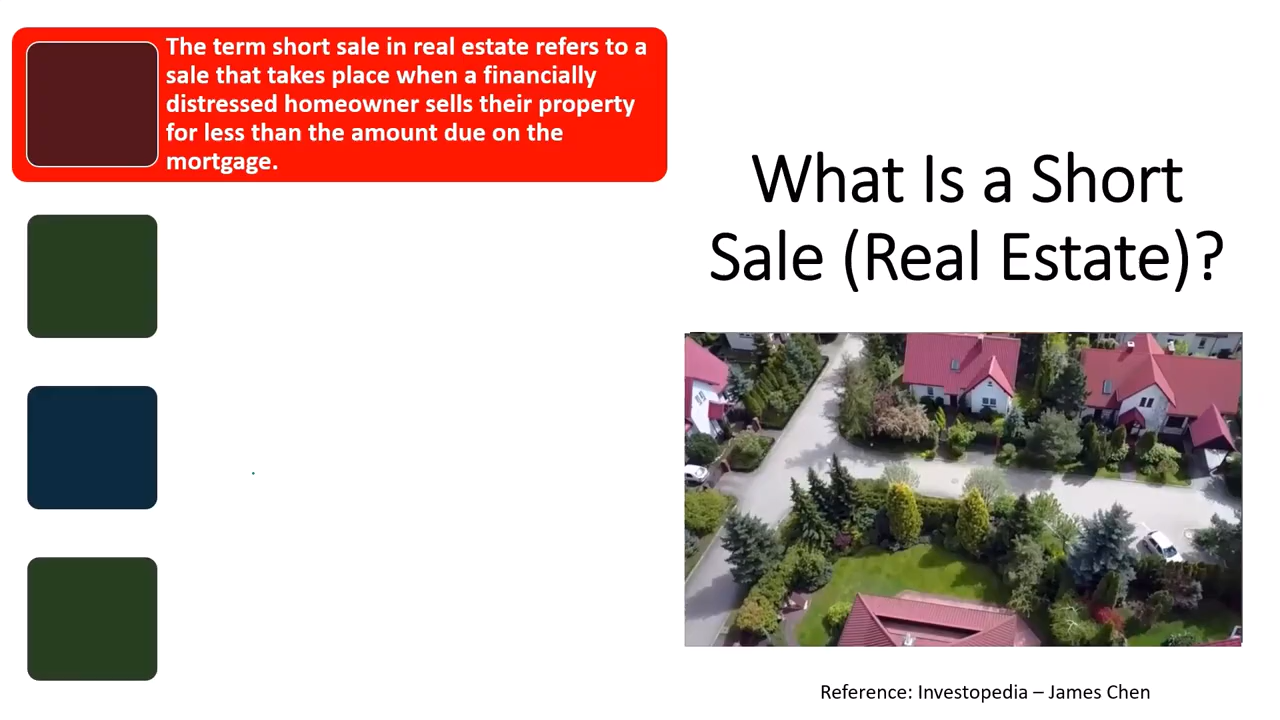 The term short sale in real estate refers to a
sale that takes place when a financially
distressed homeowner sells their property
for less than the amount due on the
mortgage.
What Is a Short
Sale (Real Estate)?
Reference: Investopedia – James Chen